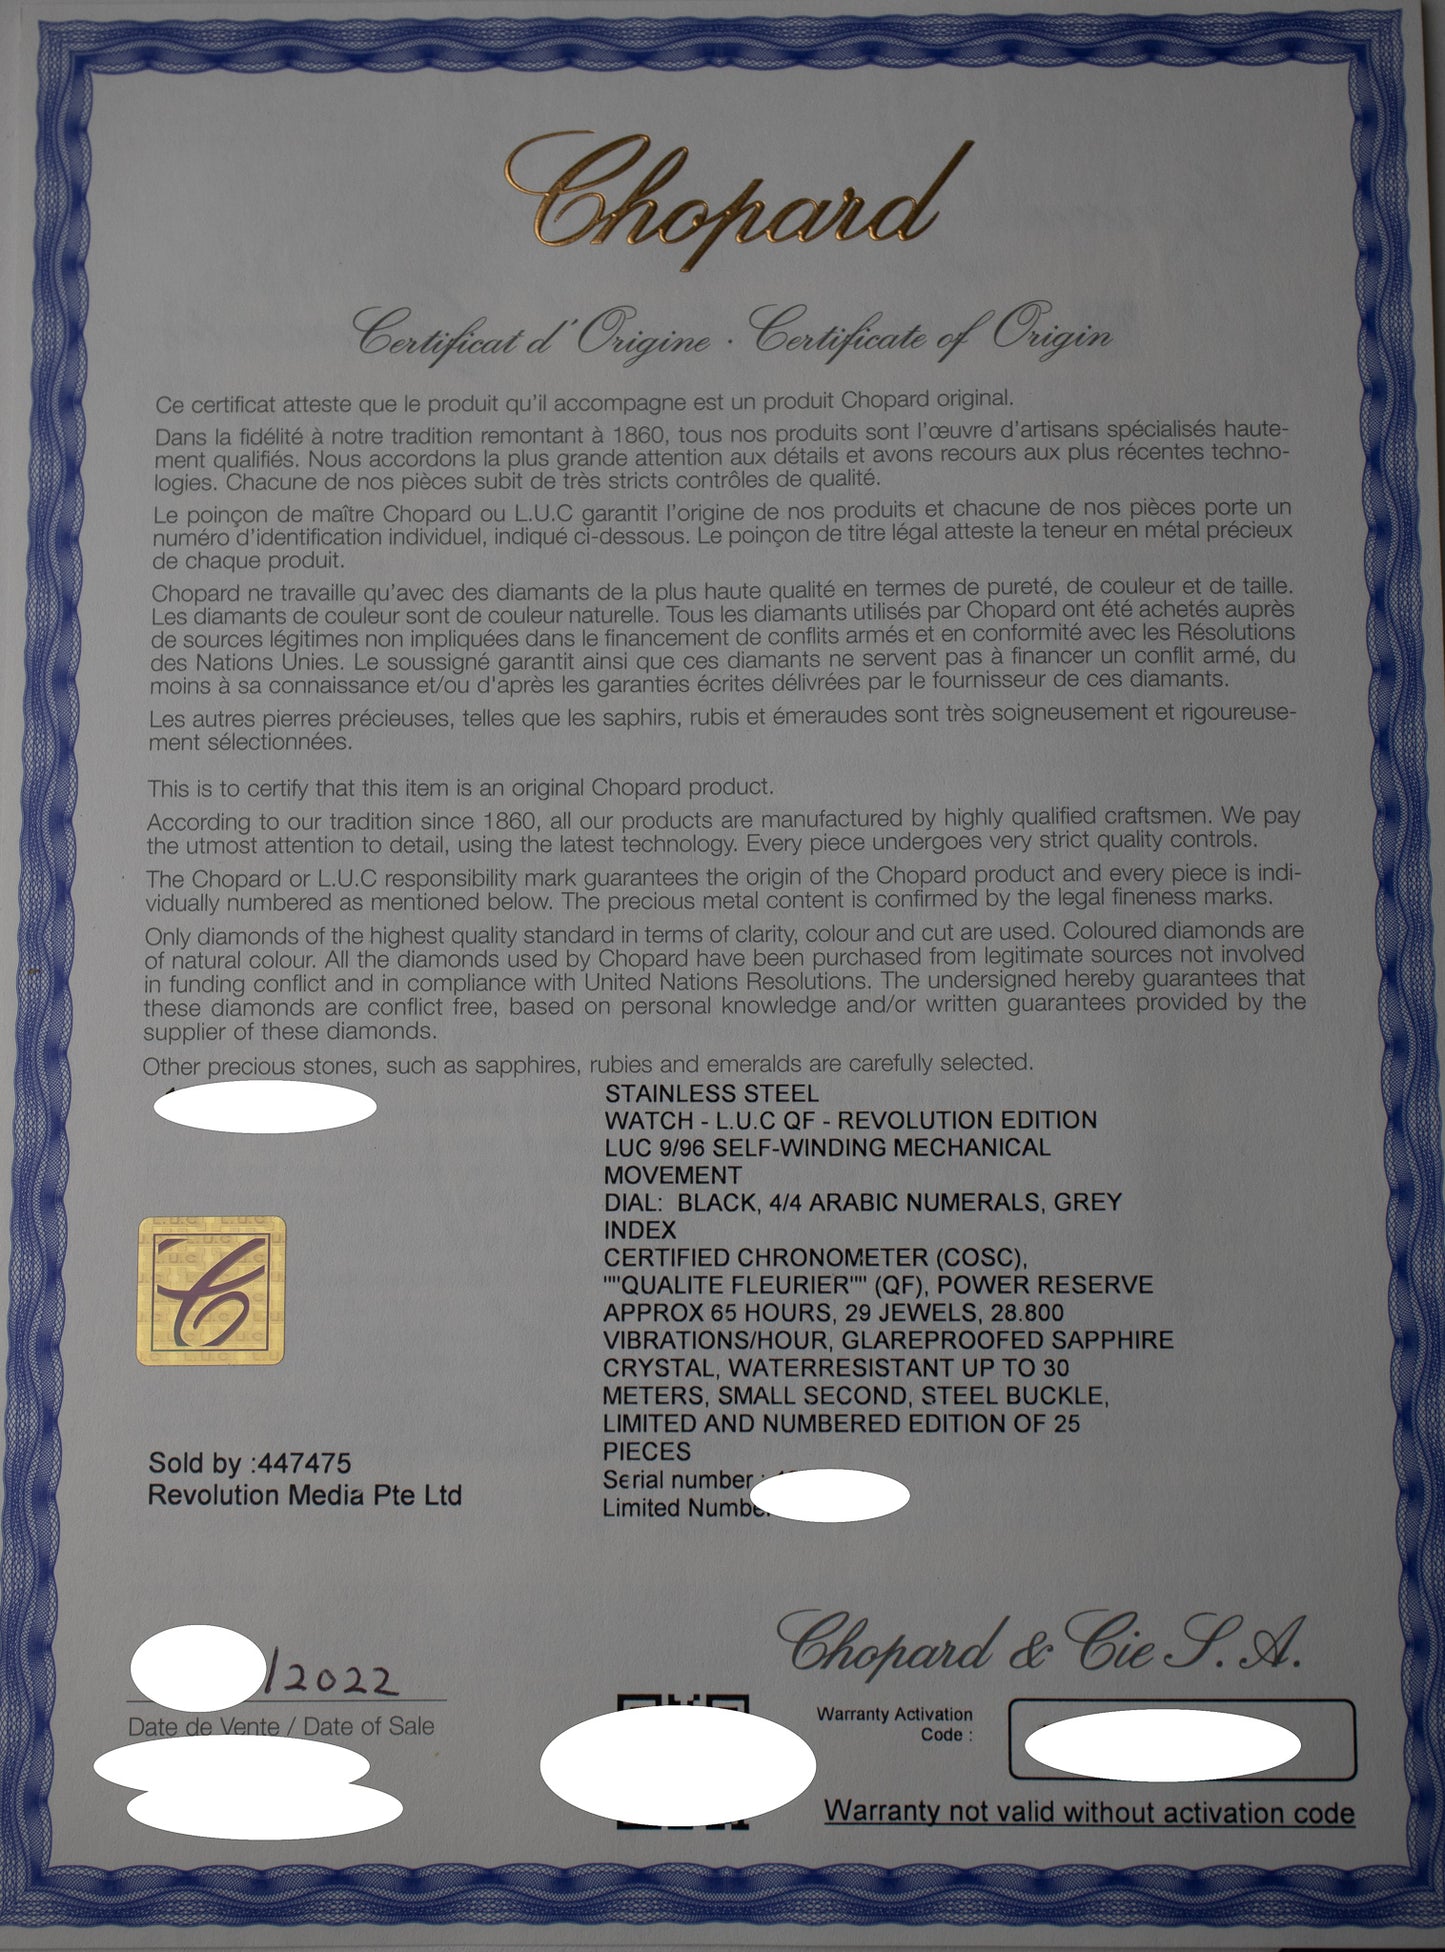 Chopard
Certificat d'Origine · Certificate of Origin
Ce certificat atteste que le produit qu'il accompagne est un produit Chopard original.
Dans la fidélité à notre tradition remontant à 1860, tous nos produits sont l'œuvre d'artisans spécialisés haute-
ment qualifiés. Nous accordons la plus grande attention aux détails et avons recours aux plus récentes techno-
logies. Chacune de nos pièces subit de très stricts contrôles de qualité.
Le poinçon de maître Chopard ou L.U.C garantit l'origine de nos produits et chacune de nos pièces porte un
numéro d'identification individuel, indiqué ci-dessous. Le poinçon de titre légal atteste la teneur en métal précieux
de chaque produit.
Chopard ne travaille qu'avec des diamants de la plus haute qualité en termes de pureté, de couleur et de taille.
Les diamants de couleur sont de couleur naturelle. Tous les diamants utilisés par Chopard ont été achetés auprès
de sources légitimes non impliquées dans le financement de conflits armés et en conformité avec les Résolutions
des Nations Unies. Le soussigné garantit ainsi que ces diamants ne servent pas à financer un conflit armé, du
moins à sa connaissance et/ou d'après les garanties écrites délivrées par le fournisseur de ces diamants.
Les autres pierres précieuses, telles que les saphirs, rubis et émeraudes sont très soigneusement et rigoureuse-
ment sélectionnées.
This is to certify that this item is an original Chopard product.
According to our tradition since 1860, all our products are manufactured by highly qualified craftsmen. We pay
the utmost attention to detail, using the latest technology. Every piece undergoes very strict quality controls.
The Chopard or L.U.C responsibility mark guarantees the origin of the Chopard product and every piece is indi-
vidually numbered as mentioned below. The precious metal content is confirmed by the legal fineness marks.
Only diamonds of the highest quality standard in terms of clarity, colour and cut are used. Coloured diamonds are
of natural colour. All the diamonds used by Chopard have been purchased from legitimate sources not involved
in funding conflict and in compliance with United Nations Resolutions. The undersigned hereby guarantees that
these diamonds are conflict free, based on personal knowledge and/or written guarantees provided by the
supplier of these diamonds.
Other precious stones, such as sapphires, rubies and emeralds are carefully selected.
STAINLESS STEEL
WATCH - L.U.C QF - REVOLUTION EDITION
LUC 9/96 SELF-WINDING MECHANICAL
MOVEMENT
DIAL: BLACK, 4/4 ARABIC NUMERALS, GREY
INDEX
CERTIFIED CHRONOMETER (COSC),
""QUALITE FLEURIER"" (QF), POWER RESERVE
APPROX 65 HOURS, 29 JEWELS, 28.800
VIBRATIONS/HOUR, GLAREPROOFED SAPPHIRE
CRYSTAL, WATERRESISTANT UP TO 30
METERS, SMALL SECOND, STEEL BUCKLE,
LIMITED AND NUMBERED EDITION OF 25
PIECES
Serial number :
Limited Number
Sold by :447475
Revolution Media Pte Ltd
/2022
Date de Vente / Date of Sale
Chopard & Cie S.A.
Warranty Activation
Code :
Warranty not valid without activation code